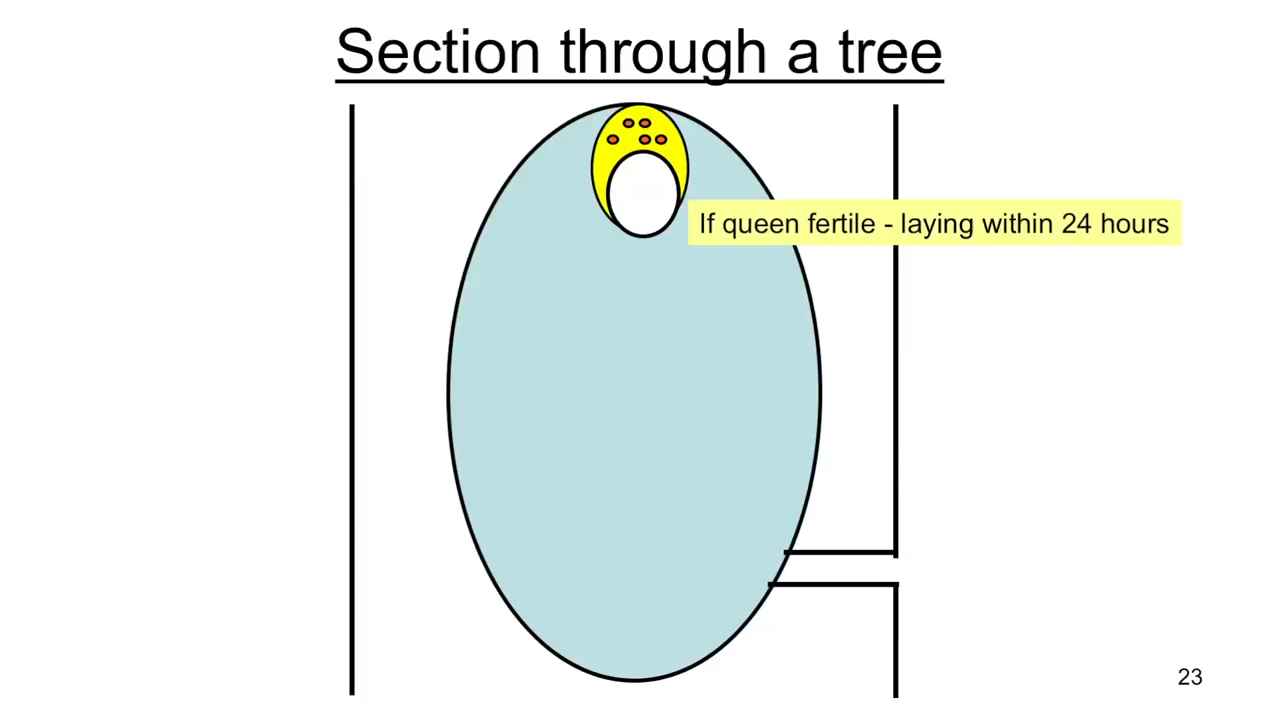 Section through a tree
If queen fertile - laying within 24 hours
23